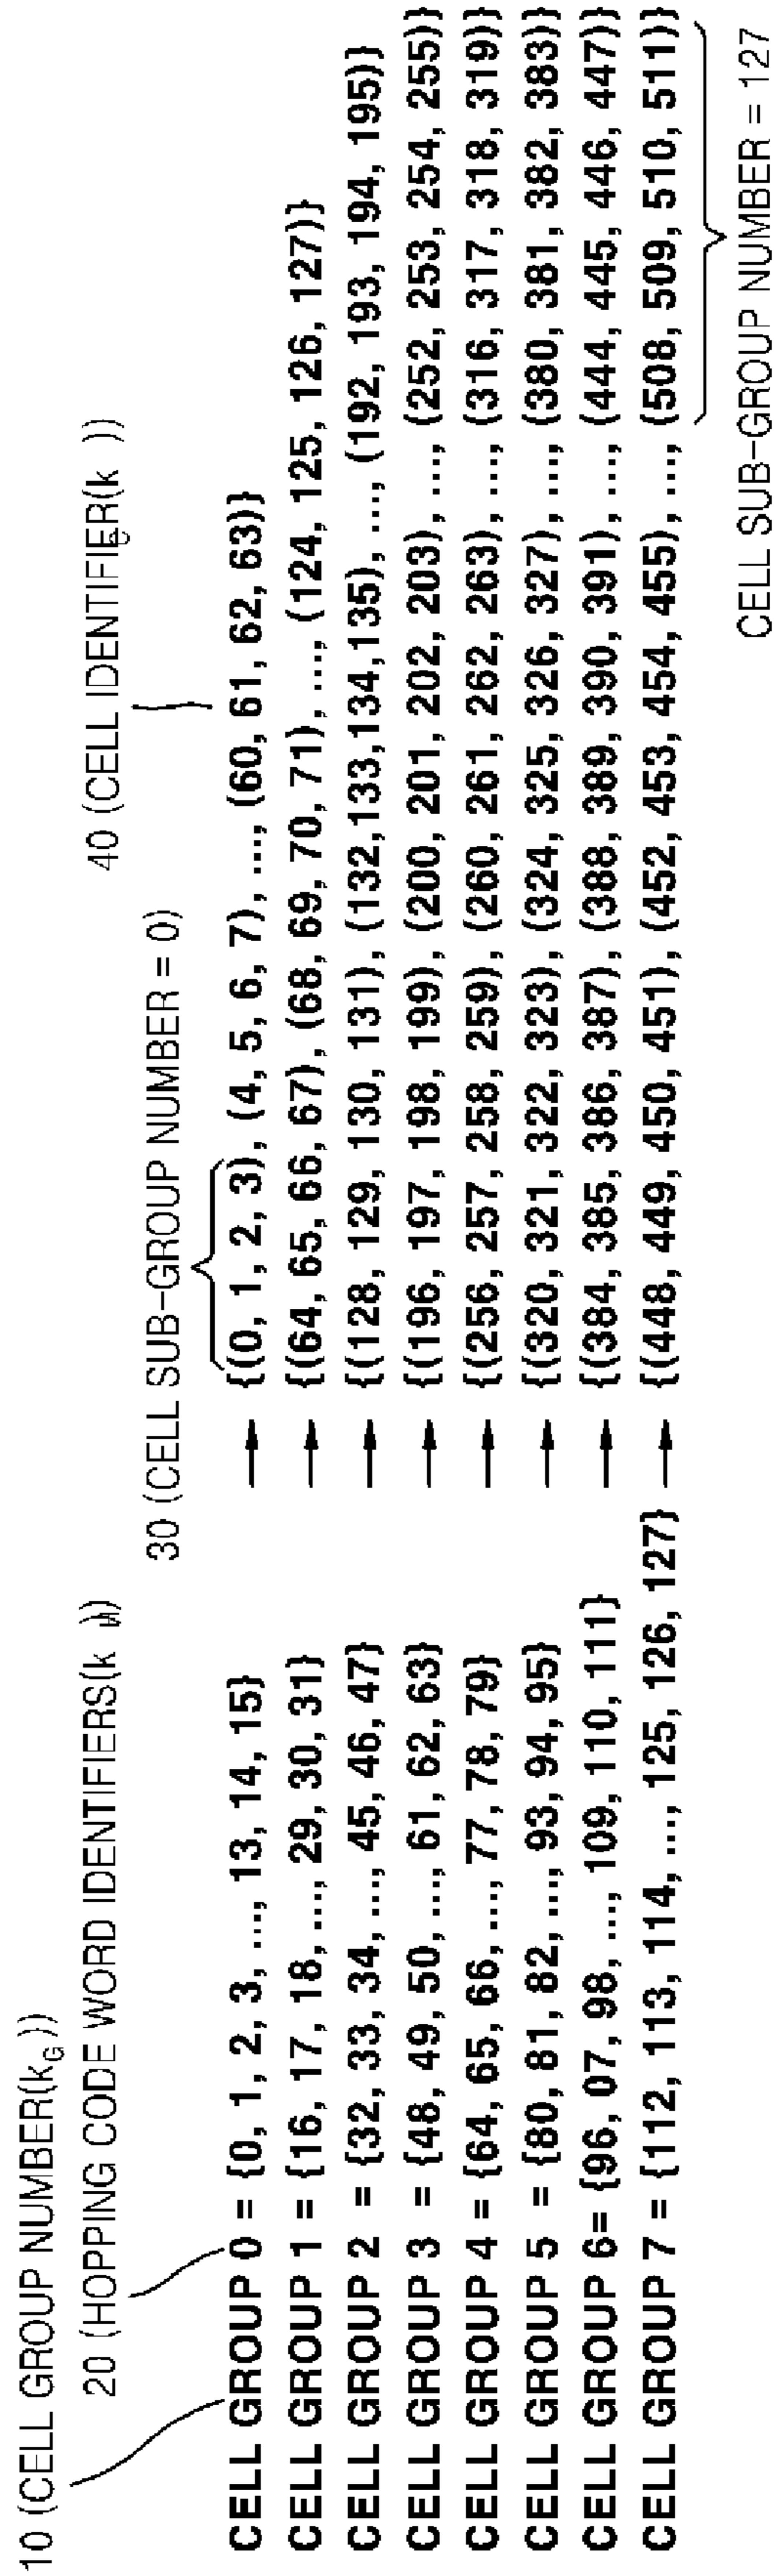 10 (CELL GROUP NUMBER(kG))
20 (HOPPING CODE WORD IDENTIFIERS(k h))
30 (CELL SUB-GROUP NUMBER = 0)
40 (CELL IDENTIFIER(k c))
CELL GROUP 0 = {0, 1, 2, 3, ..., 13, 14, 15} → {(0, 1, 2, 3), (4, 5, 6, 7), ..., (60, 61, 62, 63)}
CELL GROUP 1 = {16, 17, 18, ..., 29, 30, 31} → {(64, 65, 66, 67), (68, 69, 70, 71), ..., (124, 125, 126, 127)}
CELL GROUP 2 = {32, 33, 34, ..., 45, 46, 47} → {(128, 129, 130, 131), (132,133,134,135), ..., (192, 193, 194, 195)}
CELL GROUP 3 = {48, 49, 50, ..., 61, 62, 63} → {(196, 197, 198, 199), (200, 201, 202, 203), ..., (252, 253, 254, 255)}
CELL GROUP 4 = {64, 65, 66, ..., 77, 78, 79} → {(256, 257, 258, 259), (260, 261, 262, 263), ..., (316, 317, 318, 319)}
CELL GROUP 5 = {80, 81, 82, ..., 93, 94, 95} → {(320, 321, 322, 323), (324, 325, 326, 327), ..., (380, 381, 382, 383)}
CELL GROUP 6= {96, 07, 98, ..., 109, 110, 111} → {(384, 385, 386, 387), (388, 389, 390, 391), ..., (444, 445, 446, 447)}
CELL GROUP 7 = {112, 113, 114, ..., 125, 126, 127} → {(448, 449, 450, 451), (452, 453, 454, 455), ..., (508, 509, 510, 511)}
CELL SUB-GROUP NUMBER = 127